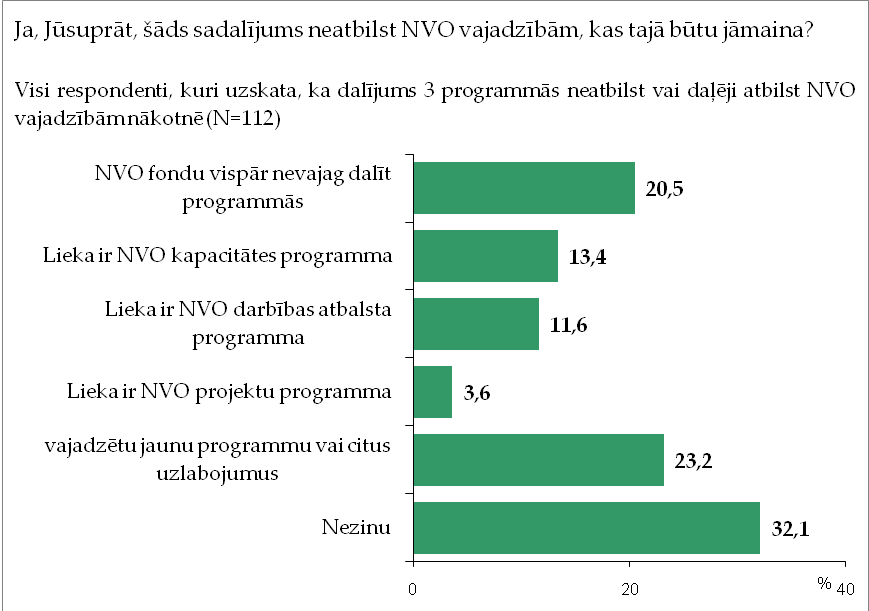 Ja, Jūsuprāt, šāds sadalījums neatbilst NVO vajadzībām, kas tajā būtu jāmaina?
Visi respondenti, kuri uzskata, ka dalījums 3 programmās neatbilst vai daļēji atbilst NVO
vajadzībām nākotnē (N=112)
NVO fondu vispār nevajag dalīt
programmās
20,5
Lieka ir NVO kapacitātes programma
13,4
Lieka ir NVO darbības atbalsta
programma
11,6
Lieka ir NVO projektu programma
3,6
vajadzētu jaunu programmu vai citus
uzlabojumus
23,2
Nezinu
32,1
0 20 % 40